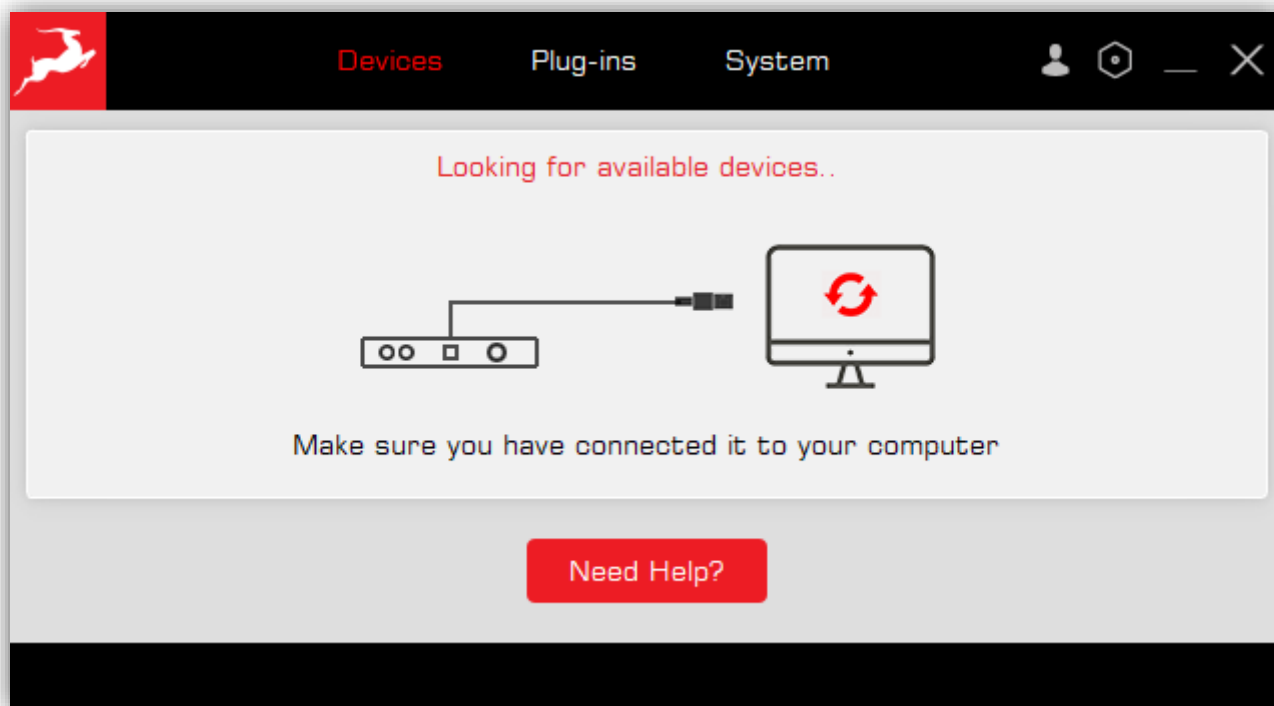 Devices Plug-ins System
Looking for available devices..
Make sure you have connected it to your computer
Need Help?